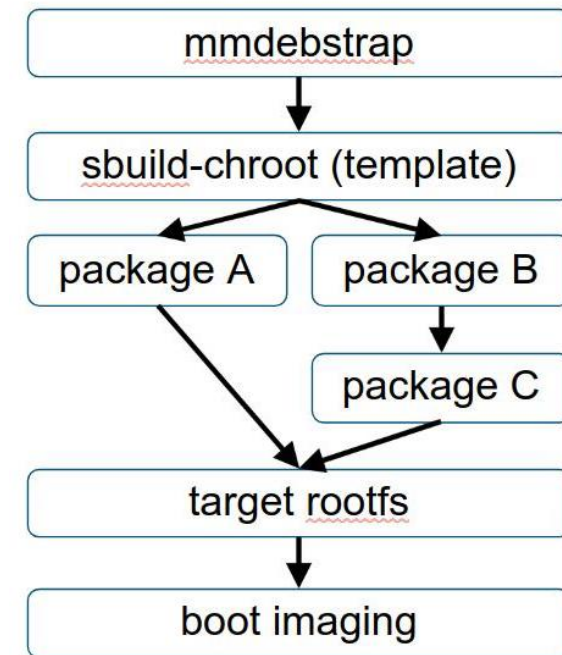 mmdebstrap
sbuild-chroot (template)
package A
package B
package C
target rootfs
boot imaging